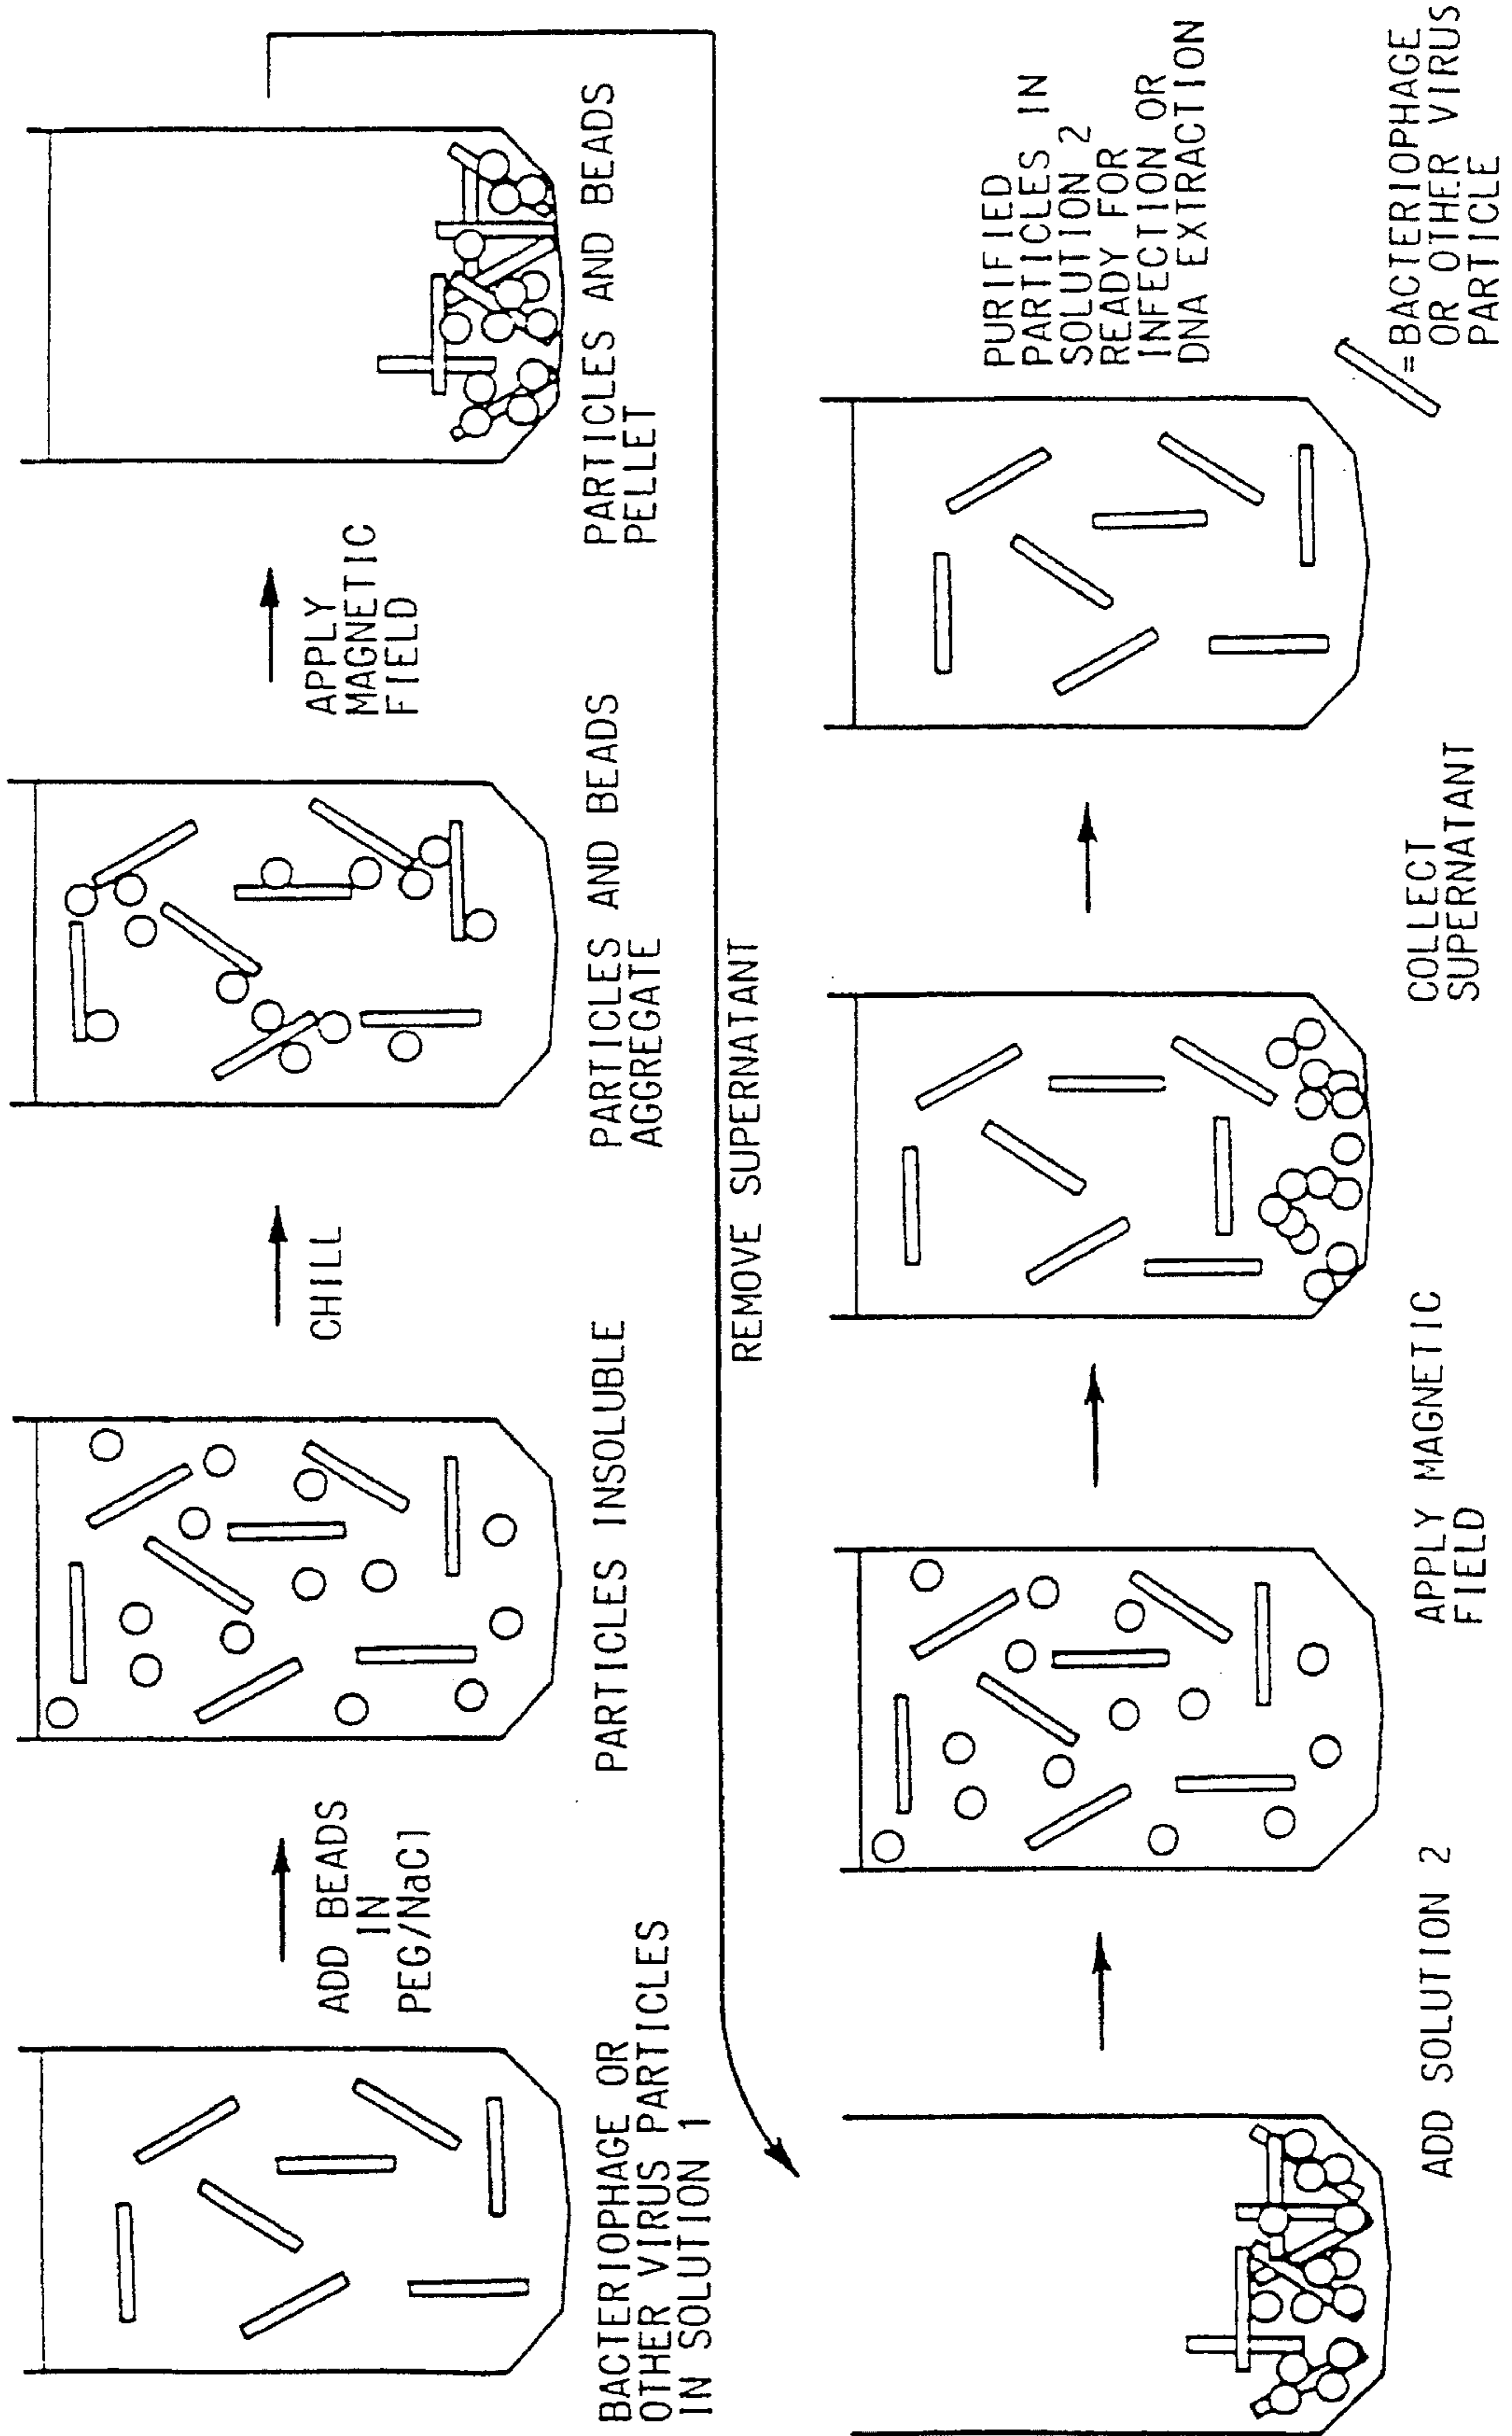 BACTERIOPHAGE OR
OTHER VIRUS PARTICLES
IN SOLUTION 1
ADD BEADS
IN
PEG/NaCl
PARTICLES INSOLUBLE
CHILL
PARTICLES AND BEADS
AGGREGATE
APPLY
MAGNETIC
FIELD
PARTICLES AND BEADS
PELLET
REMOVE SUPERNATANT
ADD SOLUTION 2
APPLY MAGNETIC
FIELD
COLLECT
SUPERNATANT
PURIFIED
PARTICLES IN
SOLUTION 2
READY FOR
INFECTION OR
DNA EXTRACTION
=BACTERIOPHAGE
OR OTHER VIRUS
PARTICLE